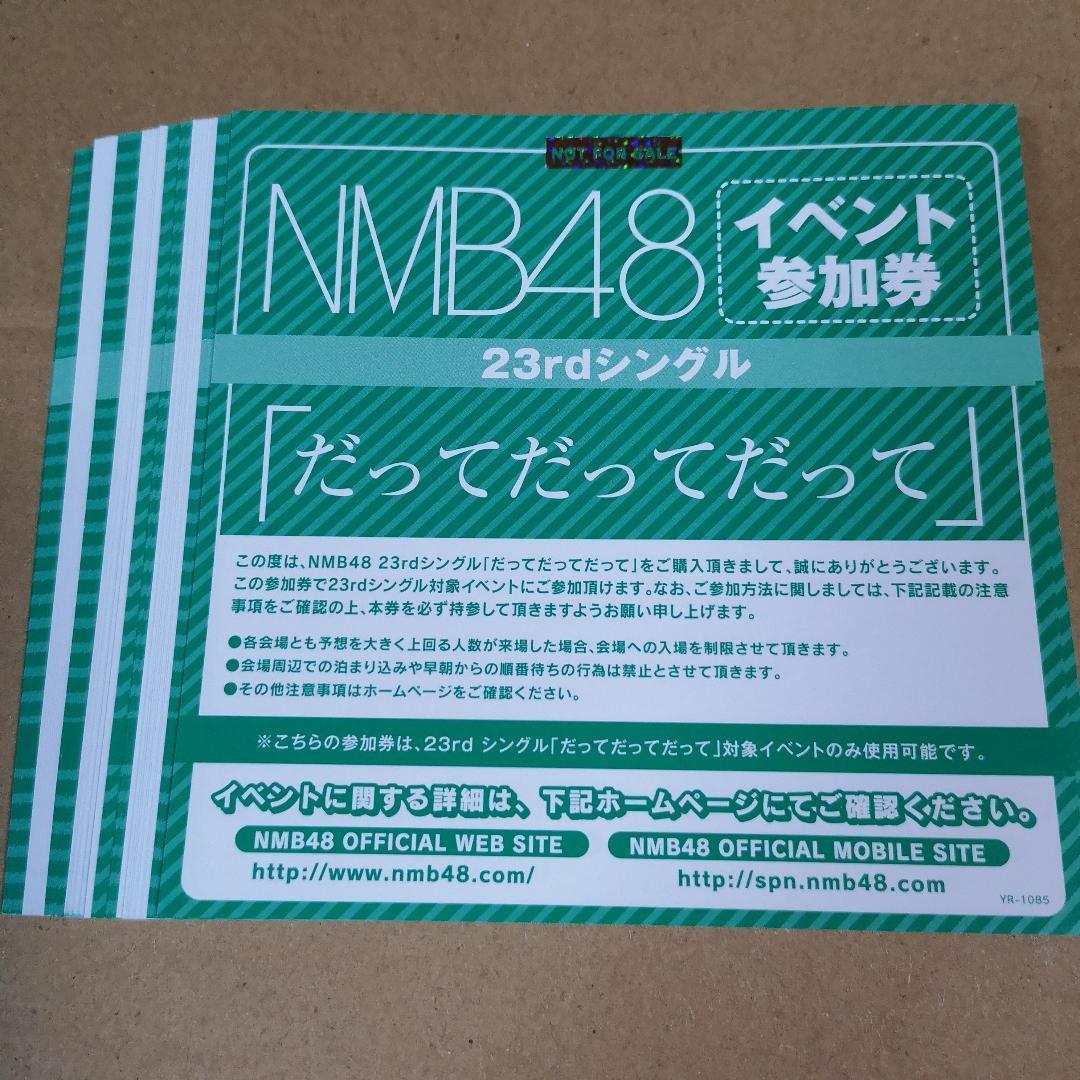 NOT FOR SALE
NMB48
イベント
参加券
23rdシングル
「だってだってだって」
この度は、NMB48 23rdシングル「だってだってだって」をご購入頂きまして、誠にありがとうございます。
この参加券で23rdシングル対象イベントにご参加頂けます。なお、ご参加方法に関しましては、下記記載の注意
事項をご確認の上、本券を必ず持参して頂きますようお願い申し上げます。
●各会場とも予想を大きく上回る人数が来場した場合、会場への入場を制限させて頂きます。
●会場周辺での泊まり込みや早朝からの順番待ちの行為は禁止とさせて頂きます。
●その他注意事項はホームページをご確認ください。
※こちらの参加券は、23rd シングル「だってだってだって」対象イベントのみ使用可能です。
イベントに関する詳細は、下記ホームページにてご確認ください。
NMB48 OFFICIAL WEB SITE
http://www.nmb48.com/
NMB48 OFFICIAL MOBILE SITE
http://spn.nmb48.com
YR-1085